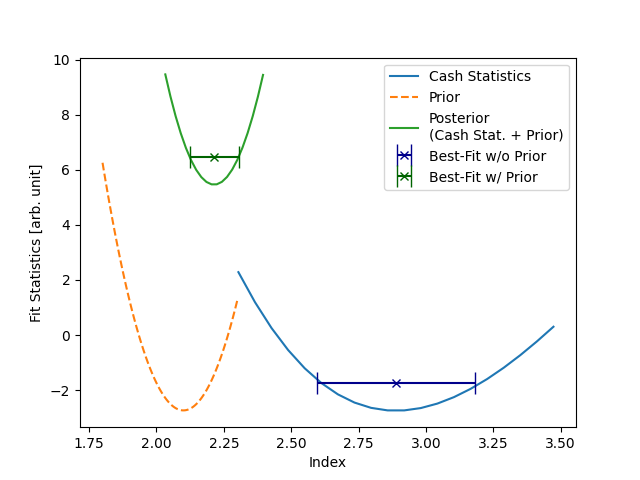 10
8
6
4
2
0
−2
Fit Statistics [arb. unit]
Cash Statistics
Prior
Posterior
(Cash Stat. + Prior)
Best-Fit w/o Prior
Best-Fit w/ Prior
1.75 2.00 2.25 2.50 2.75 3.00 3.25 3.50
Index